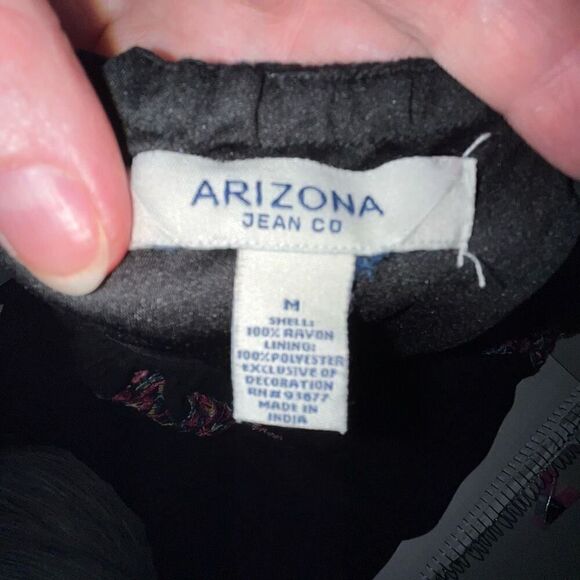 ARIZONA
JEAN CO
M
SHELL:
100% RAYON
LINING:
100%POLYESTER
EXCLUSIVE OF
DECORATION
RN# 93677
MADE IN
INDIA